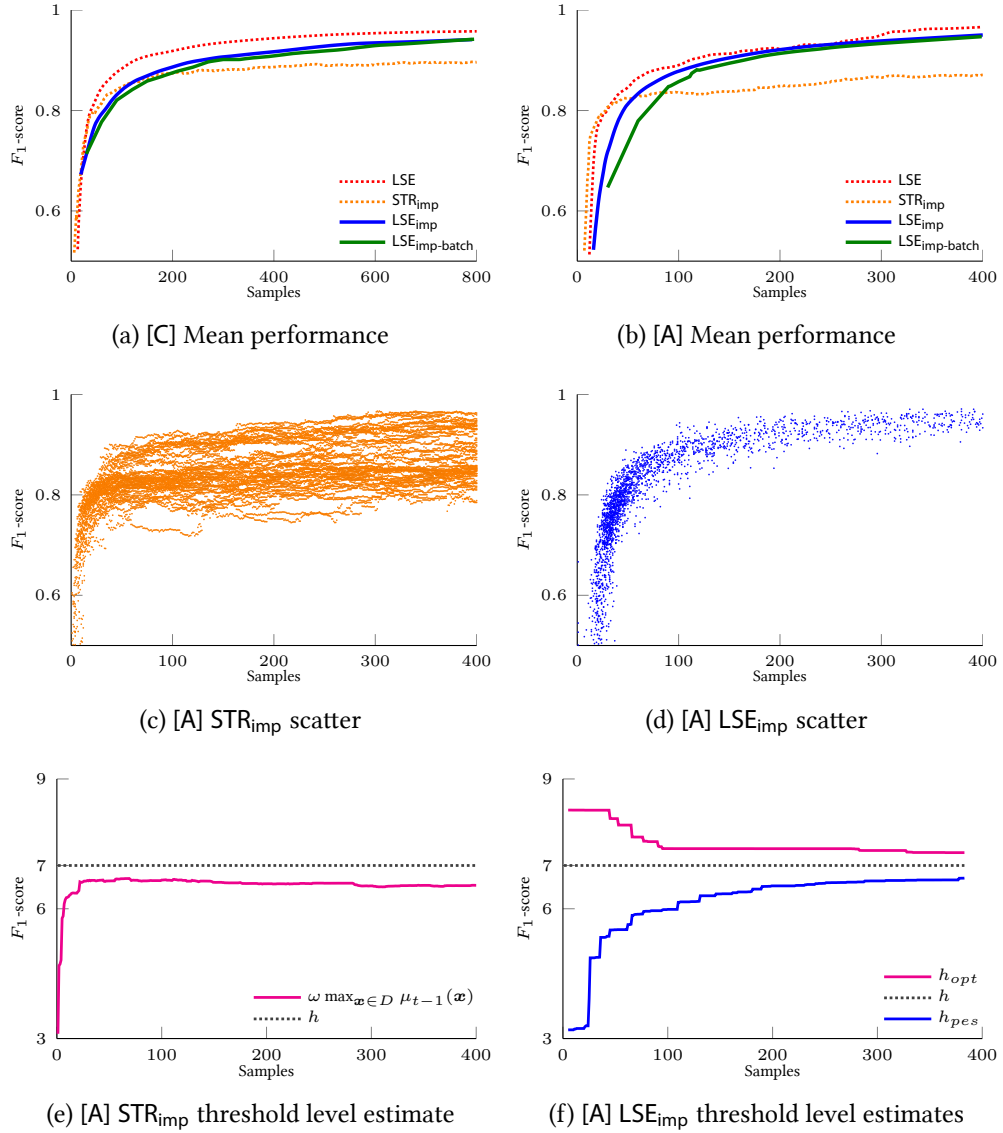 1
0.8
0.6
F1-score
0 200 400 600 800
Samples
LSE
STRimp
LSEimp
LSEimp-batch
(a) [C] Mean performance
1
0.8
0.6
F1-score
0 100 200 300 400
Samples
LSE
STRimp
LSEimp
LSEimp-batch
(b) [A] Mean performance
1
0.8
0.6
F1-score
0 100 200 300 400
Samples
(c) [A] STRimp scatter
1
0.8
0.6
F1-score
0 100 200 300 400
Samples
(d) [A] LSEimp scatter
9
7
6
3
F1-score
0 100 200 300 400
Samples
ω maxx∈D μt−1(x)
h
(e) [A] STRimp threshold level estimate
9
7
6
3
F1-score
0 100 200 300 400
Samples
hopt
h
hpes
(f) [A] LSEimp threshold level estimates